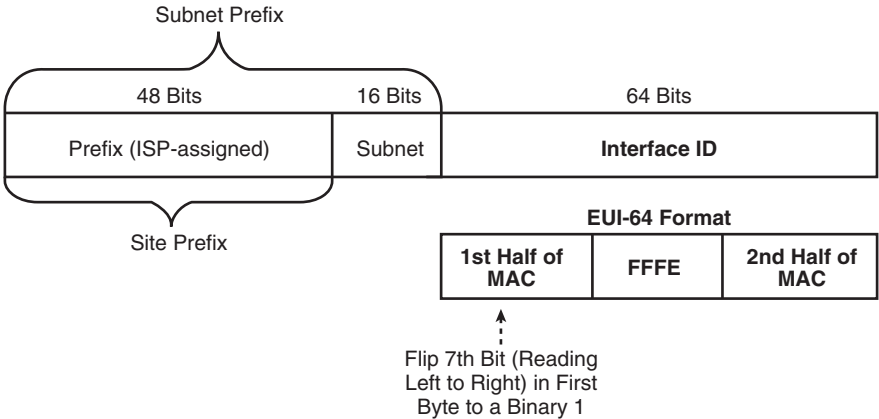 Subnet Prefix
48 Bits
16 Bits
64 Bits
Prefix (ISP-assigned)
Subnet
Interface ID
Site Prefix
EUI-64 Format
1st Half of
MAC
FFFE
2nd Half of
MAC
Flip 7th Bit (Reading
Left to Right) in First
Byte to a Binary 1